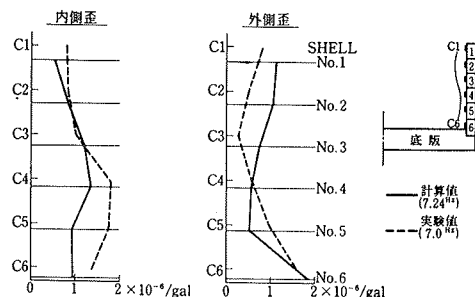 内側歪
C1
C2
C3
C4
C5
C6
0 1 2 × 10⁻⁶/gal
外側歪
C1
C2
C3
C4
C5
C6
0 1 2 × 10⁻⁶/gal
SHELL
No.1
No.2
No.3
No.4
No.5
No.6
C1
C6
1
2
3
4
5
6
底版
計算値
(7.24Hz)
実験値
(7.0Hz)